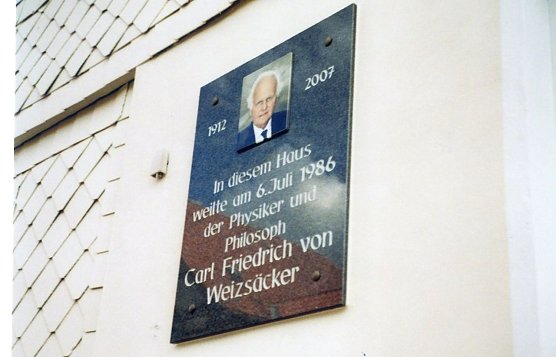 1912 2007
In diesem Haus
weilte am 6.Juli 1986
der Physiker und
Philosoph
Carl Friedrich von
Weizsäcker